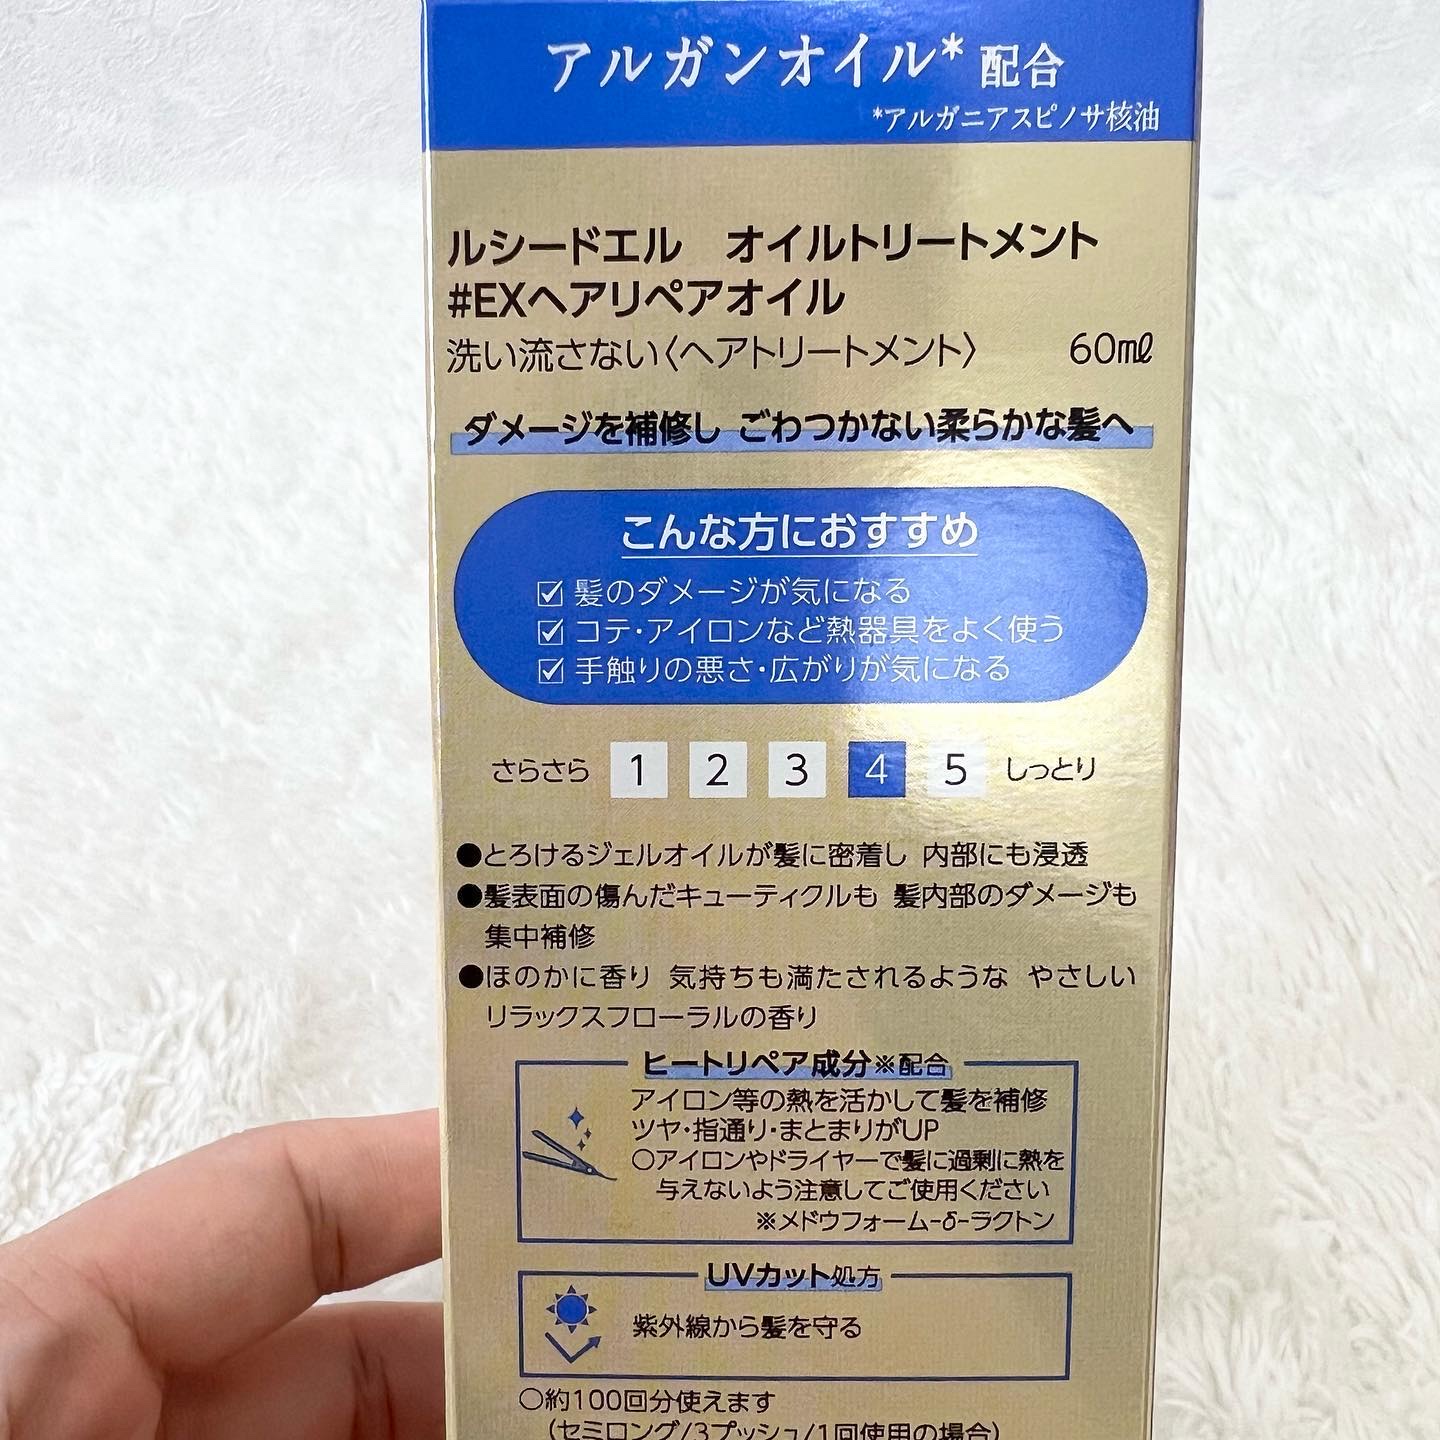 アルガンオイル* 配合
*アルガニアスピノサ核油
ルシードエル オイルトリートメント
#EXヘアリペアオイル
洗い流さない〈ヘアトリートメント〉 60mℓ
ダメージを補修し ごわつかない柔らかな髪へ
こんな方におすすめ
☑ 髪のダメージが気になる
☑ コテ・アイロンなど熱器具をよく使う
☑ 手触りの悪さ・広がりが気になる
さらさら 1 2 3 4 5 しっとり
●とろけるジェルオイルが髪に密着し 内部にも浸透
●髪表面の傷んだキューティクルも 髪内部のダメージも
集中補修
●ほのかに香り 気持ちも満たされるような やさしい
リラックスフローラルの香り
ヒートリペア成分※配合
アイロン等の熱を活かして髪を補修
ツヤ・指通り・まとまりがUP
○アイロンやドライヤーで髪に過剰に熱を
与えないよう注意してご使用ください
※メドウフォーム-δ-ラクトン
UVカット処方
紫外線から髪を守る
○約100回分使えます
(セミロング/3プッシュ/1回使用の場合)